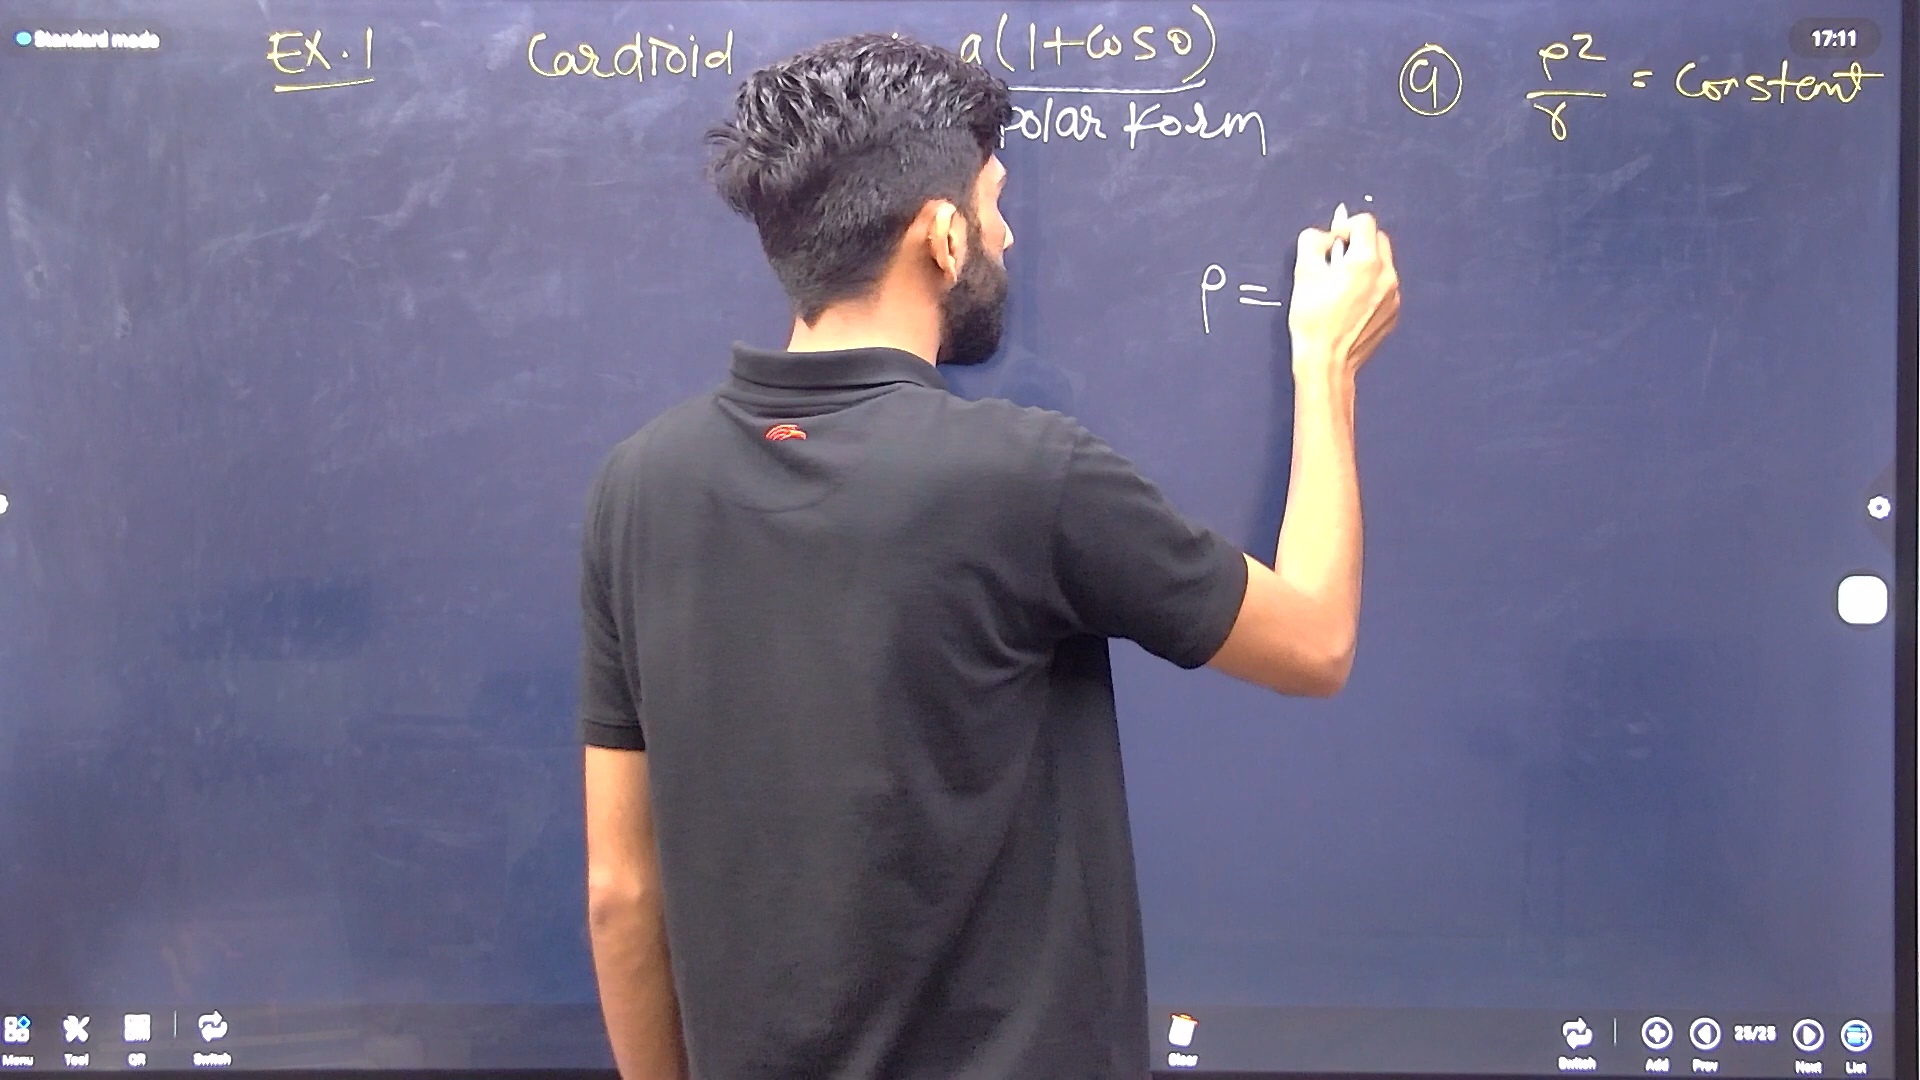 Standard mode
EX.1 Cardioid a(1+cosθ)
polar form
9 ρ² / r = Constant
17:11
ρ =
Menu Tool QR Switch
Clear
Switch Add Prev 25/25 Next List